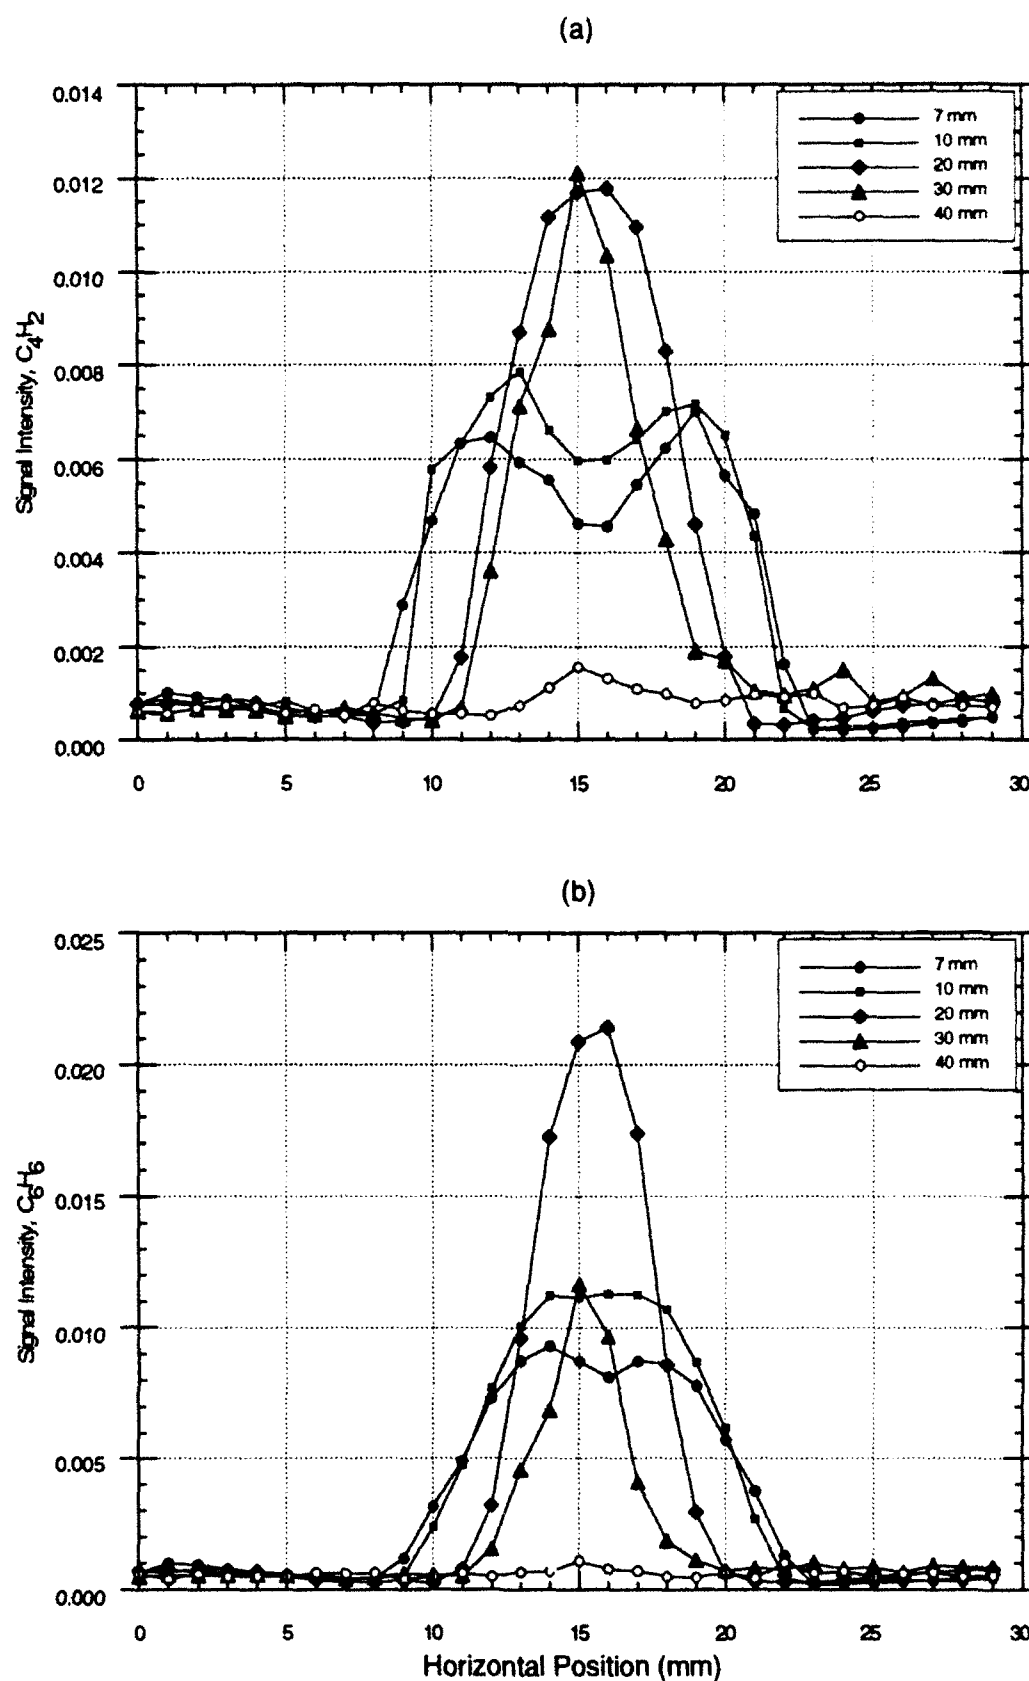 (a)
Signal Intensity, C4H2
0.014
0.012
0.010
0.008
0.006
0.004
0.002
0.000
7 mm
10 mm
20 mm
30 mm
40 mm
0 5 10 15 20 25 30
(b)
Signal Intensity, C6H6
0.025
0.020
0.015
0.010
0.005
0.000
7 mm
10 mm
20 mm
30 mm
40 mm
0 5 10 15 20 25 30
Horizontal Position (mm)